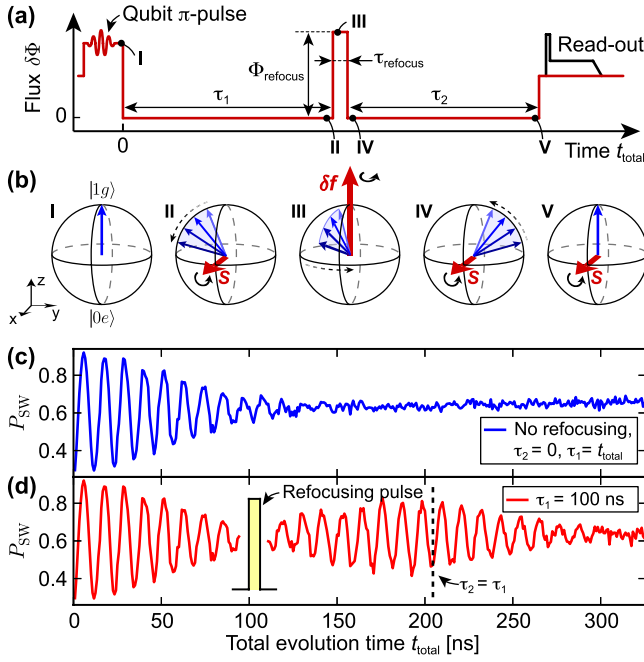 (a)
Qubit π-pulse
I
III
Read-out
Φrefocus
τrefocus
Flux δΦ
τ1
τ2
0
0
II
IV
V
Time ttotal
(b)
I
|1g⟩
II
III
δf
IV
V
S
S
S
z
y
x
|0e⟩
(c)
0.8
0.6
0.4
PSW
No refocusing,
τ2 = 0, τ1= ttotal
(d)
0.8
0.6
0.4
PSW
Refocusing pulse
τ1 = 100 ns
τ2 = τ1
0 50 100 150 200 250 300
Total evolution time ttotal [ns]